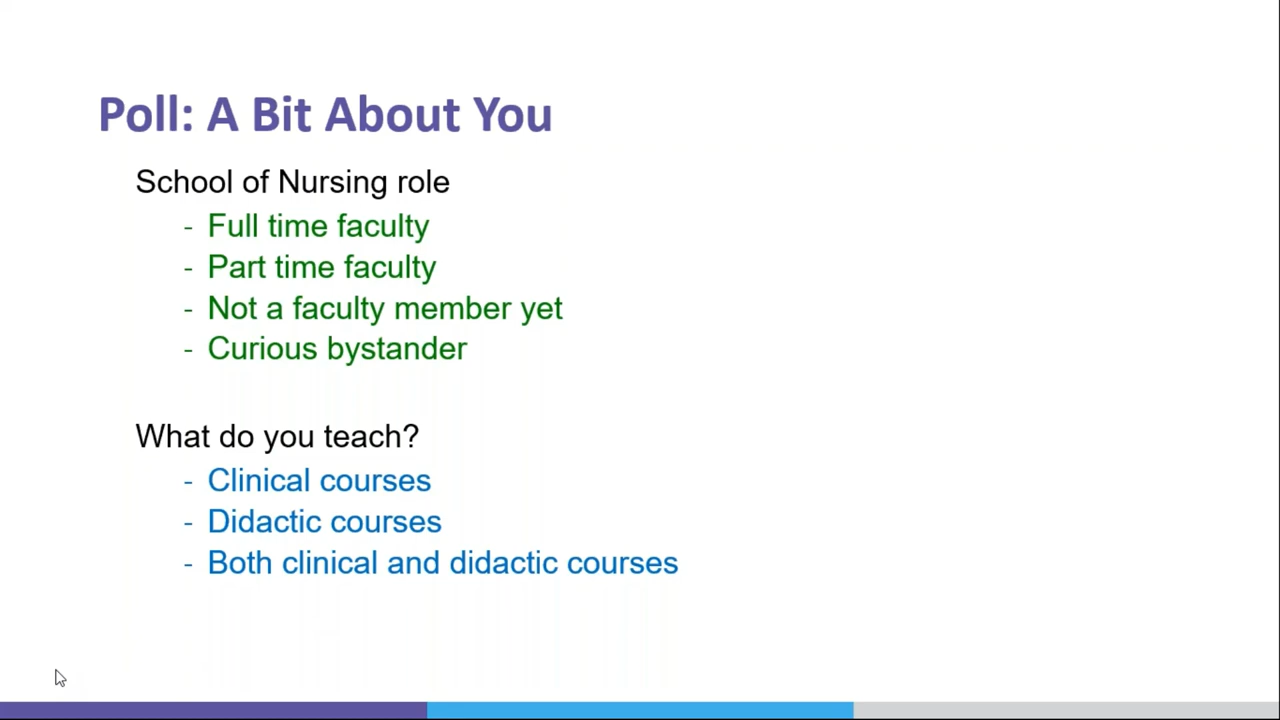 Poll: A Bit About You
School of Nursing role
- Full time faculty
- Part time faculty
- Not a faculty member yet
- Curious bystander
What do you teach?
- Clinical courses
- Didactic courses
- Both clinical and didactic courses